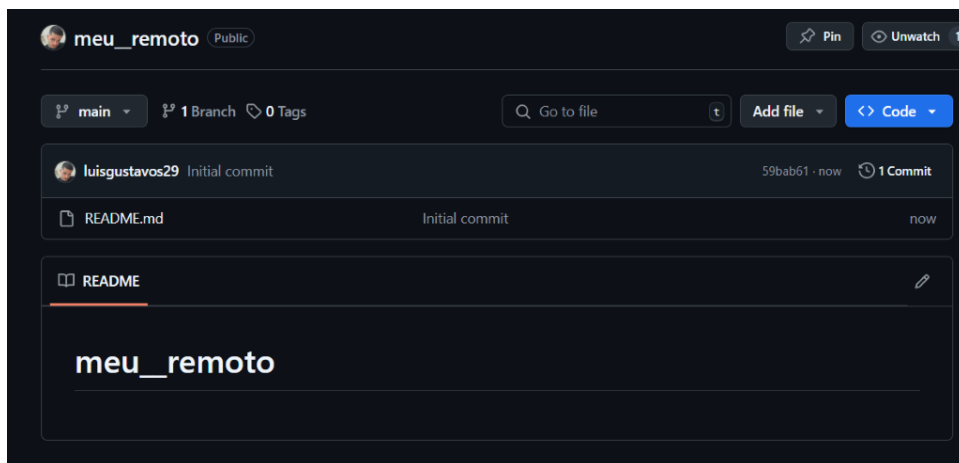 meu__remoto Public Pin Unwatch 1
main 1 Branch 0 Tags Go to file t Add file <> Code
luisgustavos29 Initial commit 59bab61 · now 1 Commit
README.md Initial commit now
README
meu__remoto